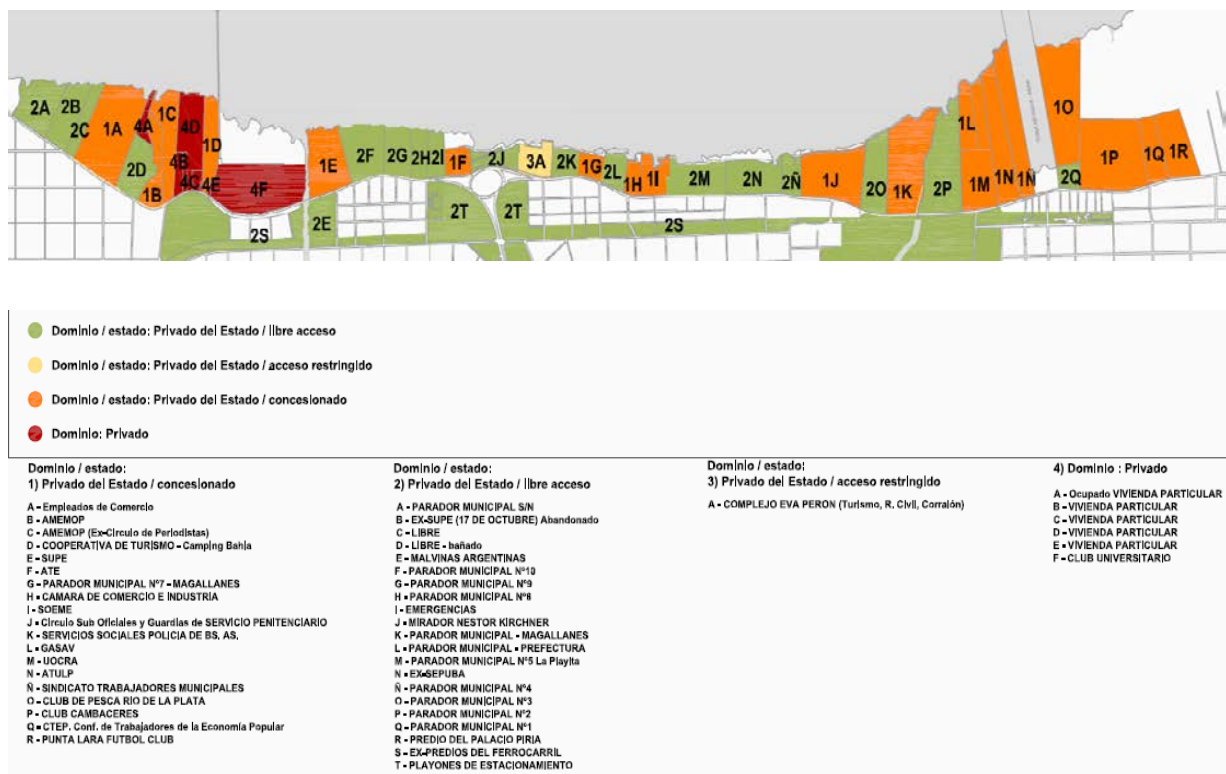 2A
2B
2C
1A
4A
1C
4D
1D
2D
4B
4C
4E
1B
4F
2S
1E
2E
2F
2G
2H
2I
1F
2J
3A
2K
1G
2L
1H
1I
2M
2N
2Ñ
1J
2O
1K
2P
1L
1M
1N
1Ñ
1O
2Q
1P
1Q
1R
2T
2T
2S
Dominio / estado: Privado del Estado / libre acceso
Dominio / estado: Privado del Estado / acceso restringido
Dominio / estado: Privado del Estado / concesionado
Dominio: Privado
Dominio / estado:
1) Privado del Estado / concesionado
A - Empleados de Comercio
B - AMEMOP
C - AMEMOP (Ex-Circulo de Periodistas)
D - COOPERATIVA DE TURISMO - Camping Bahia
E - SUPE
F - ATE
G - PARADOR MUNICIPAL Nº7 - MAGALLANES
H - CAMARA DE COMERCIO E INDUSTRIA
I - SOEME
J - Circulo Sub Oficiales y Guardias de SERVICIO PENITENCIARIO
K - SERVICIOS SOCIALES POLICIA DE BS. AS.
L - GASAV
M - UOCRA
N - ATULP
Ñ - SINDICATO TRABAJADORES MUNICIPALES
O - CLUB DE PESCA RIO DE LA PLATA
P - CLUB CAMBACERES
Q - CTEP. Conf. de Trabajadores de la Economía Popular
R - PUNTA LARA FUTBOL CLUB
Dominio / estado:
2) Privado del Estado / libre acceso
A - PARADOR MUNICIPAL S/N
B - EX-SUPE (17 DE OCTUBRE) Abandonado
C - LIBRE
D - LIBRE - bañado
E - MALVINAS ARGENTINAS
F - PARADOR MUNICIPAL Nº10
G - PARADOR MUNICIPAL Nº9
H - PARADOR MUNICIPAL Nº8
I - EMERGENCIAS
J - MIRADOR NESTOR KIRCHNER
K - PARADOR MUNICIPAL - MAGALLANES
L - PARADOR MUNICIPAL - PREFECTURA
M - PARADOR MUNICIPAL Nº5 La Playita
N - EX-SEPUBA
Ñ - PARADOR MUNICIPAL Nº4
O - PARADOR MUNICIPAL Nº3
P - PARADOR MUNICIPAL Nº2
Q - PARADOR MUNICIPAL Nº1
R - PREDIO DEL PALACIO PIRIA
S - EX-PREDIOS DEL FERROCARRIL
T - PLAYONES DE ESTACIONAMIENTO
Dominio / estado:
3) Privado del Estado / acceso restringido
A - COMPLEJO EVA PERON (Turismo, R. Civil, Corralón)
4) Dominio : Privado
A - Ocupado VIVIENDA PARTICULAR
B - VIVIENDA PARTICULAR
C - VIVIENDA PARTICULAR
D - VIVIENDA PARTICULAR
E - VIVIENDA PARTICULAR
F - CLUB UNIVERSITARIO